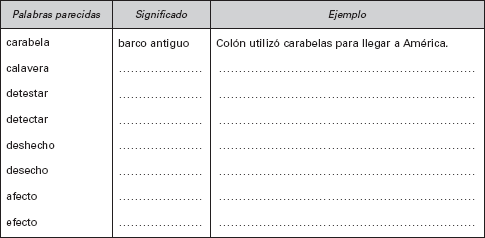 Palabras parecidas Significado Ejemplo
carabela barco antiguo Colón utilizó carabelas para llegar a América.
calavera ..................... .................................................................
detestar ..................... .................................................................
detectar ..................... .................................................................
deshecho ..................... .................................................................
desecho ..................... .................................................................
afecto ..................... .................................................................
efecto ..................... .................................................................